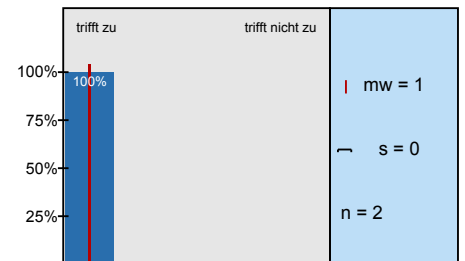 trifft zu trifft nicht zu
100%
100%
mw = 1
75%
s = 0
50%
25%
n = 2